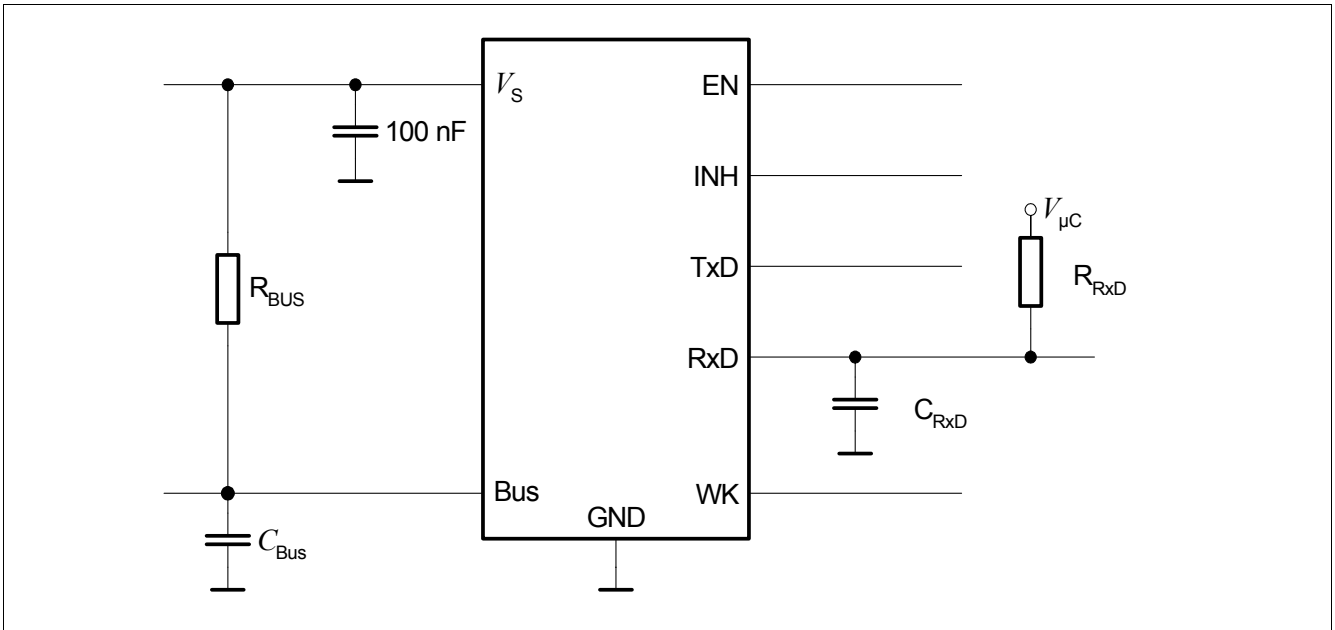 V_S
EN
100 nF
INH
V_µC
TxD
R_RxD
R_BUS
RxD
C_RxD
Bus
WK
GND
C_Bus